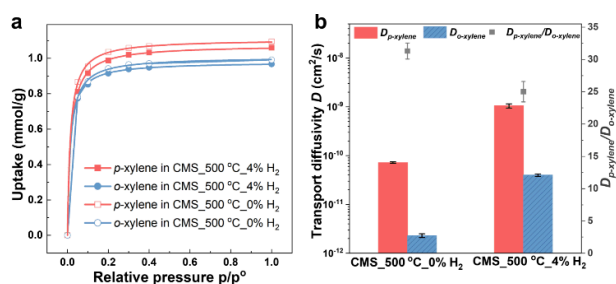 a
Uptake (mmol/g)
1.0
0.8
0.6
0.4
0.2
0.0
p-xylene in CMS_500 °C_4% H2
o-xylene in CMS_500 °C_4% H2
p-xylene in CMS_500 °C_0% H2
o-xylene in CMS_500 °C_0% H2
0.0 0.2 0.4 0.6 0.8 1.0
Relative pressure p/p°
b
Dp-xylene Do-xylene Dp-xylene/Do-xylene
Transport diffusivity D (cm²/s)
10⁻⁸
10⁻⁹
10⁻¹⁰
10⁻¹¹
10⁻¹²
35
30
25
20
15
10
5
0
Dp-xylene/Do-xylene
CMS_500 °C_0% H2 CMS_500 °C_4% H2